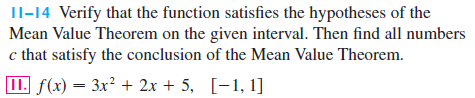 11–14 Verify that the function satisfies the hypotheses of the
Mean Value Theorem on the given interval. Then find all numbers
c that satisfy the conclusion of the Mean Value Theorem.
11. f(x) = 3x² + 2x + 5, [−1, 1]